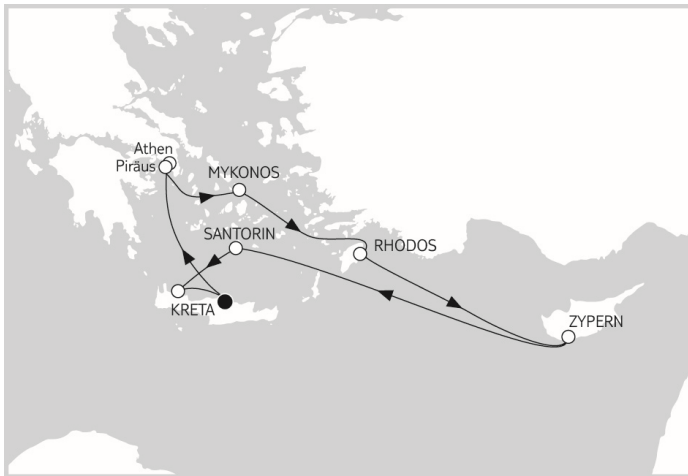 Athen
Piräus
MYKONOS
SANTORIN
RHODOS
KRETA
ZYPERN